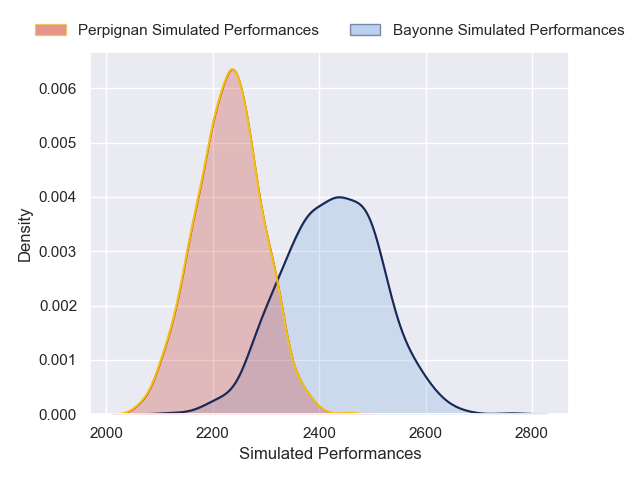 Perpignan Simulated Performances
Bayonne Simulated Performances
0.006
0.005
0.004
0.003
0.002
0.001
0.000
Density
2000 2200 2400 2600 2800
Simulated Performances